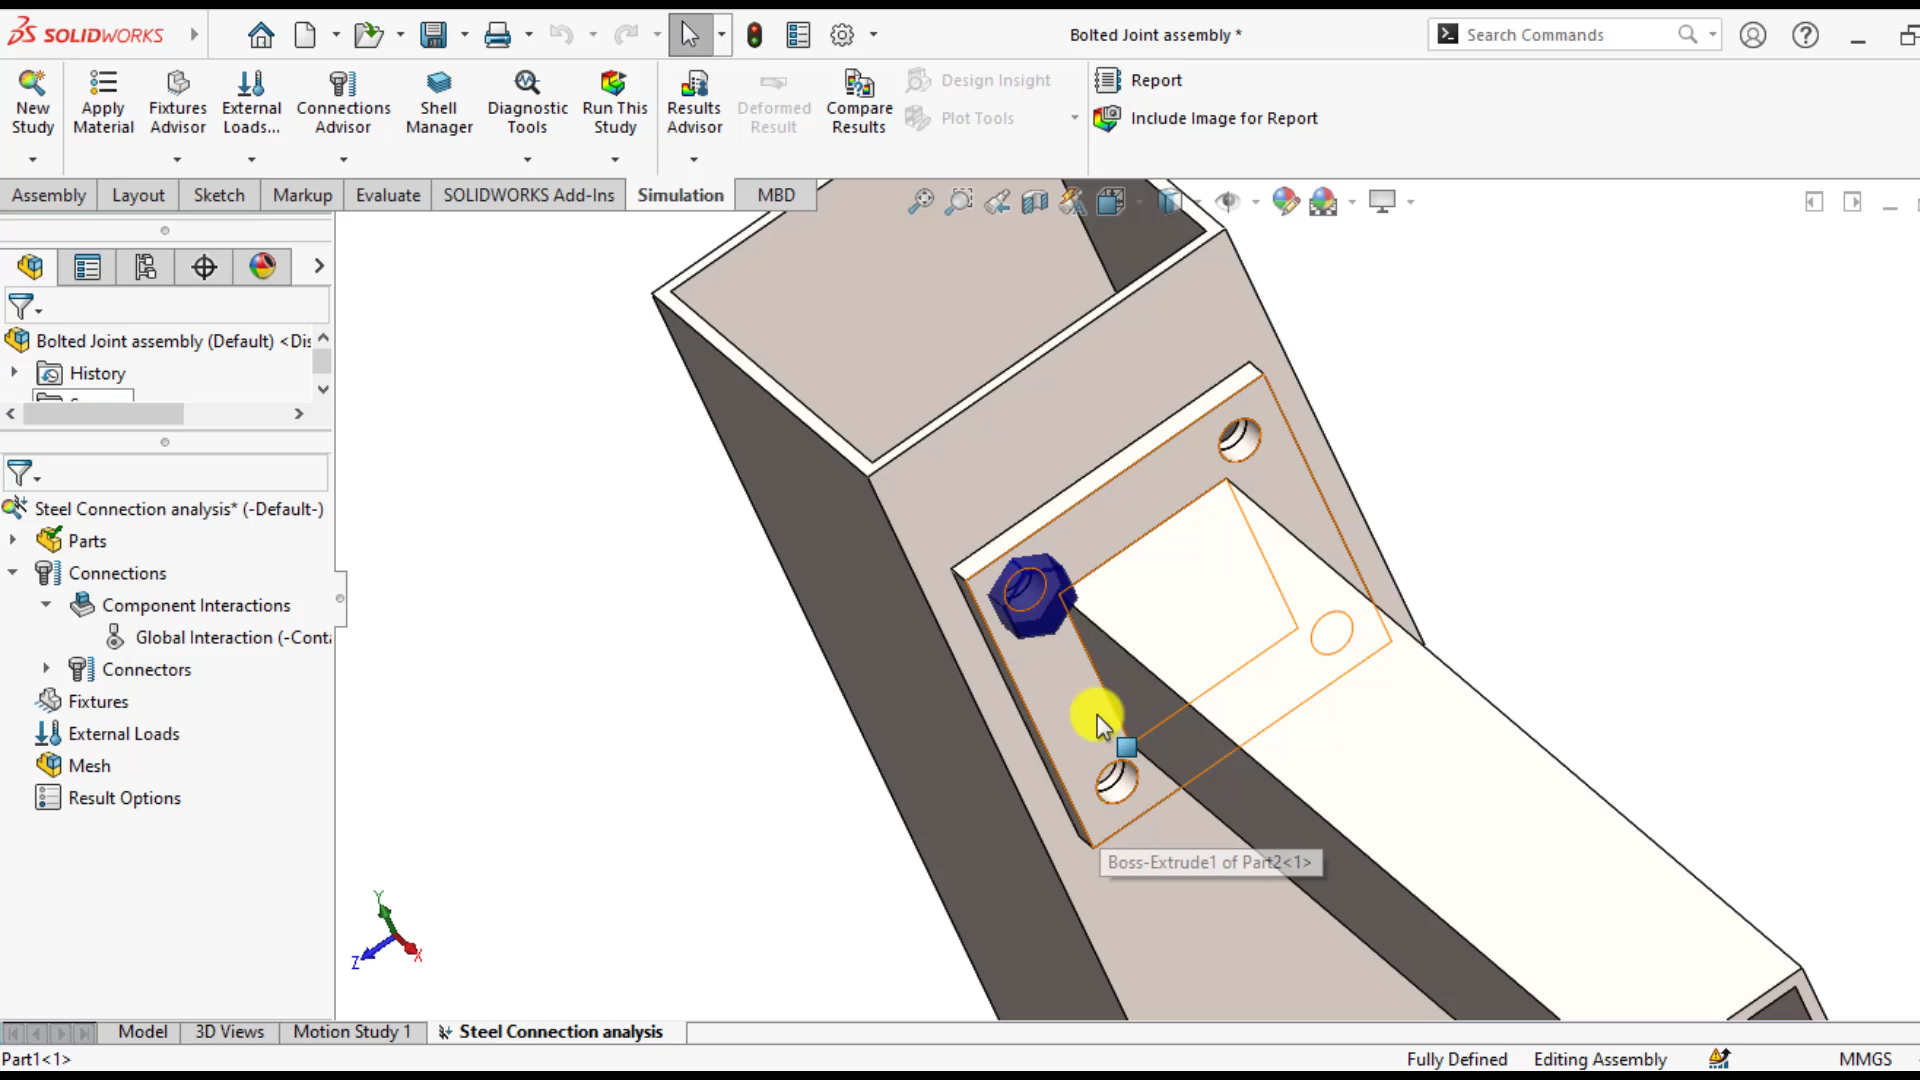 SOLIDWORKS
Bolted Joint assembly *
Search Commands
New Study
Apply Material
Fixtures Advisor
External Loads...
Connections Advisor
Shell Manager
Diagnostic Tools
Run This Study
Results Advisor
Deformed Result
Compare Results
Design Insight
Plot Tools
Report
Include Image for Report
Assembly
Layout
Sketch
Markup
Evaluate
SOLIDWORKS Add-Ins
Simulation
MBD
Bolted Joint assembly (Default) <Dis
History
Steel Connection analysis* (-Default-)
Parts
Connections
Component Interactions
Global Interaction (-Cont
Connectors
Fixtures
External Loads
Mesh
Result Options
Boss-Extrude1 of Part2<1>
Y
Z
X
Model
3D Views
Motion Study 1
Steel Connection analysis
Part1<1>
Fully Defined
Editing Assembly
MMGS